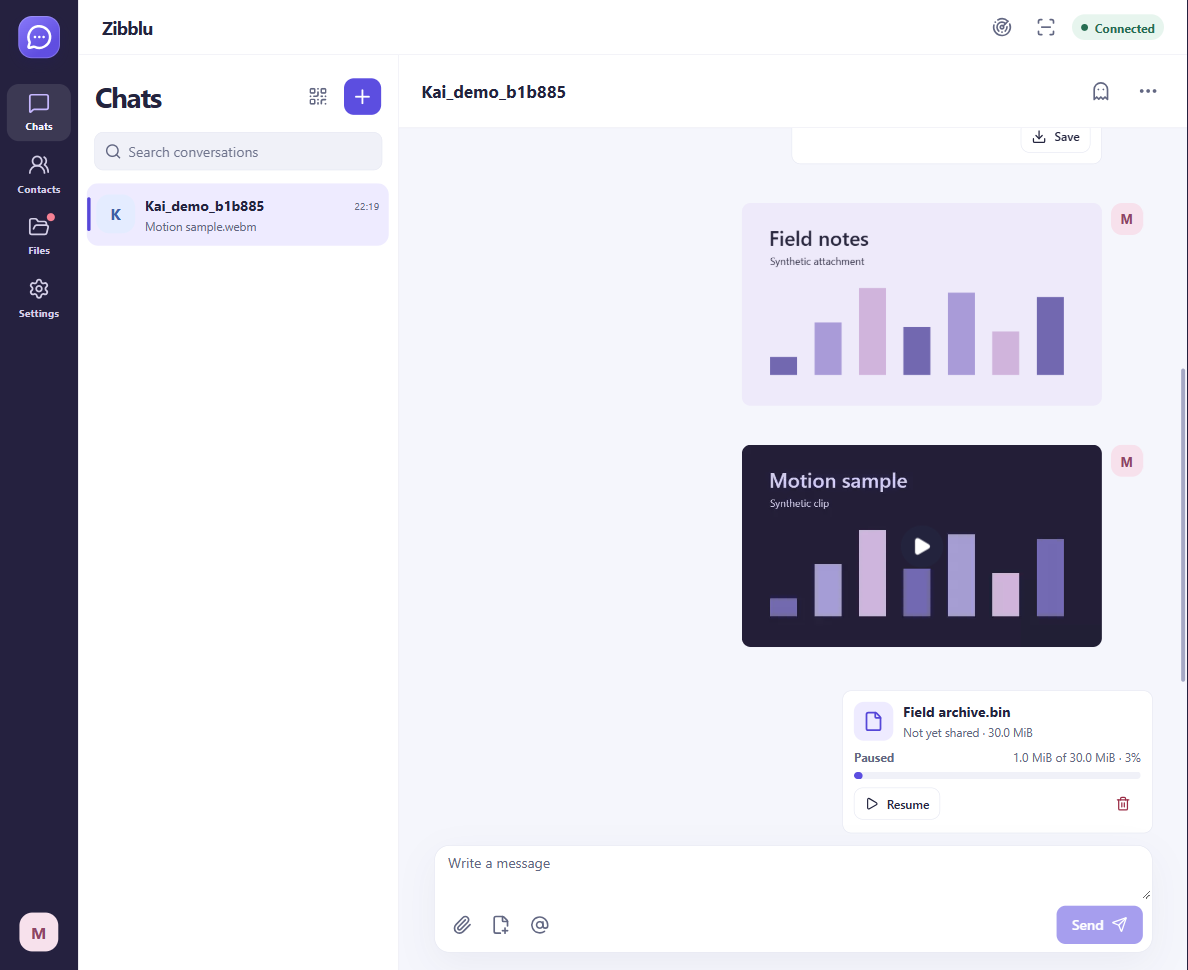 Zibblu
Connected
Chats
Contacts
Files
Settings
M
Chats
Search conversations
K
Kai_demo_b1b885
22:19
Motion sample.webm
Kai_demo_b1b885
Save
M
Field notes
Synthetic attachment
M
Motion sample
Synthetic clip
Field archive.bin
Not yet shared · 30.0 MiB
Paused
1.0 MiB of 30.0 MiB · 3%
Resume
Write a message
Send